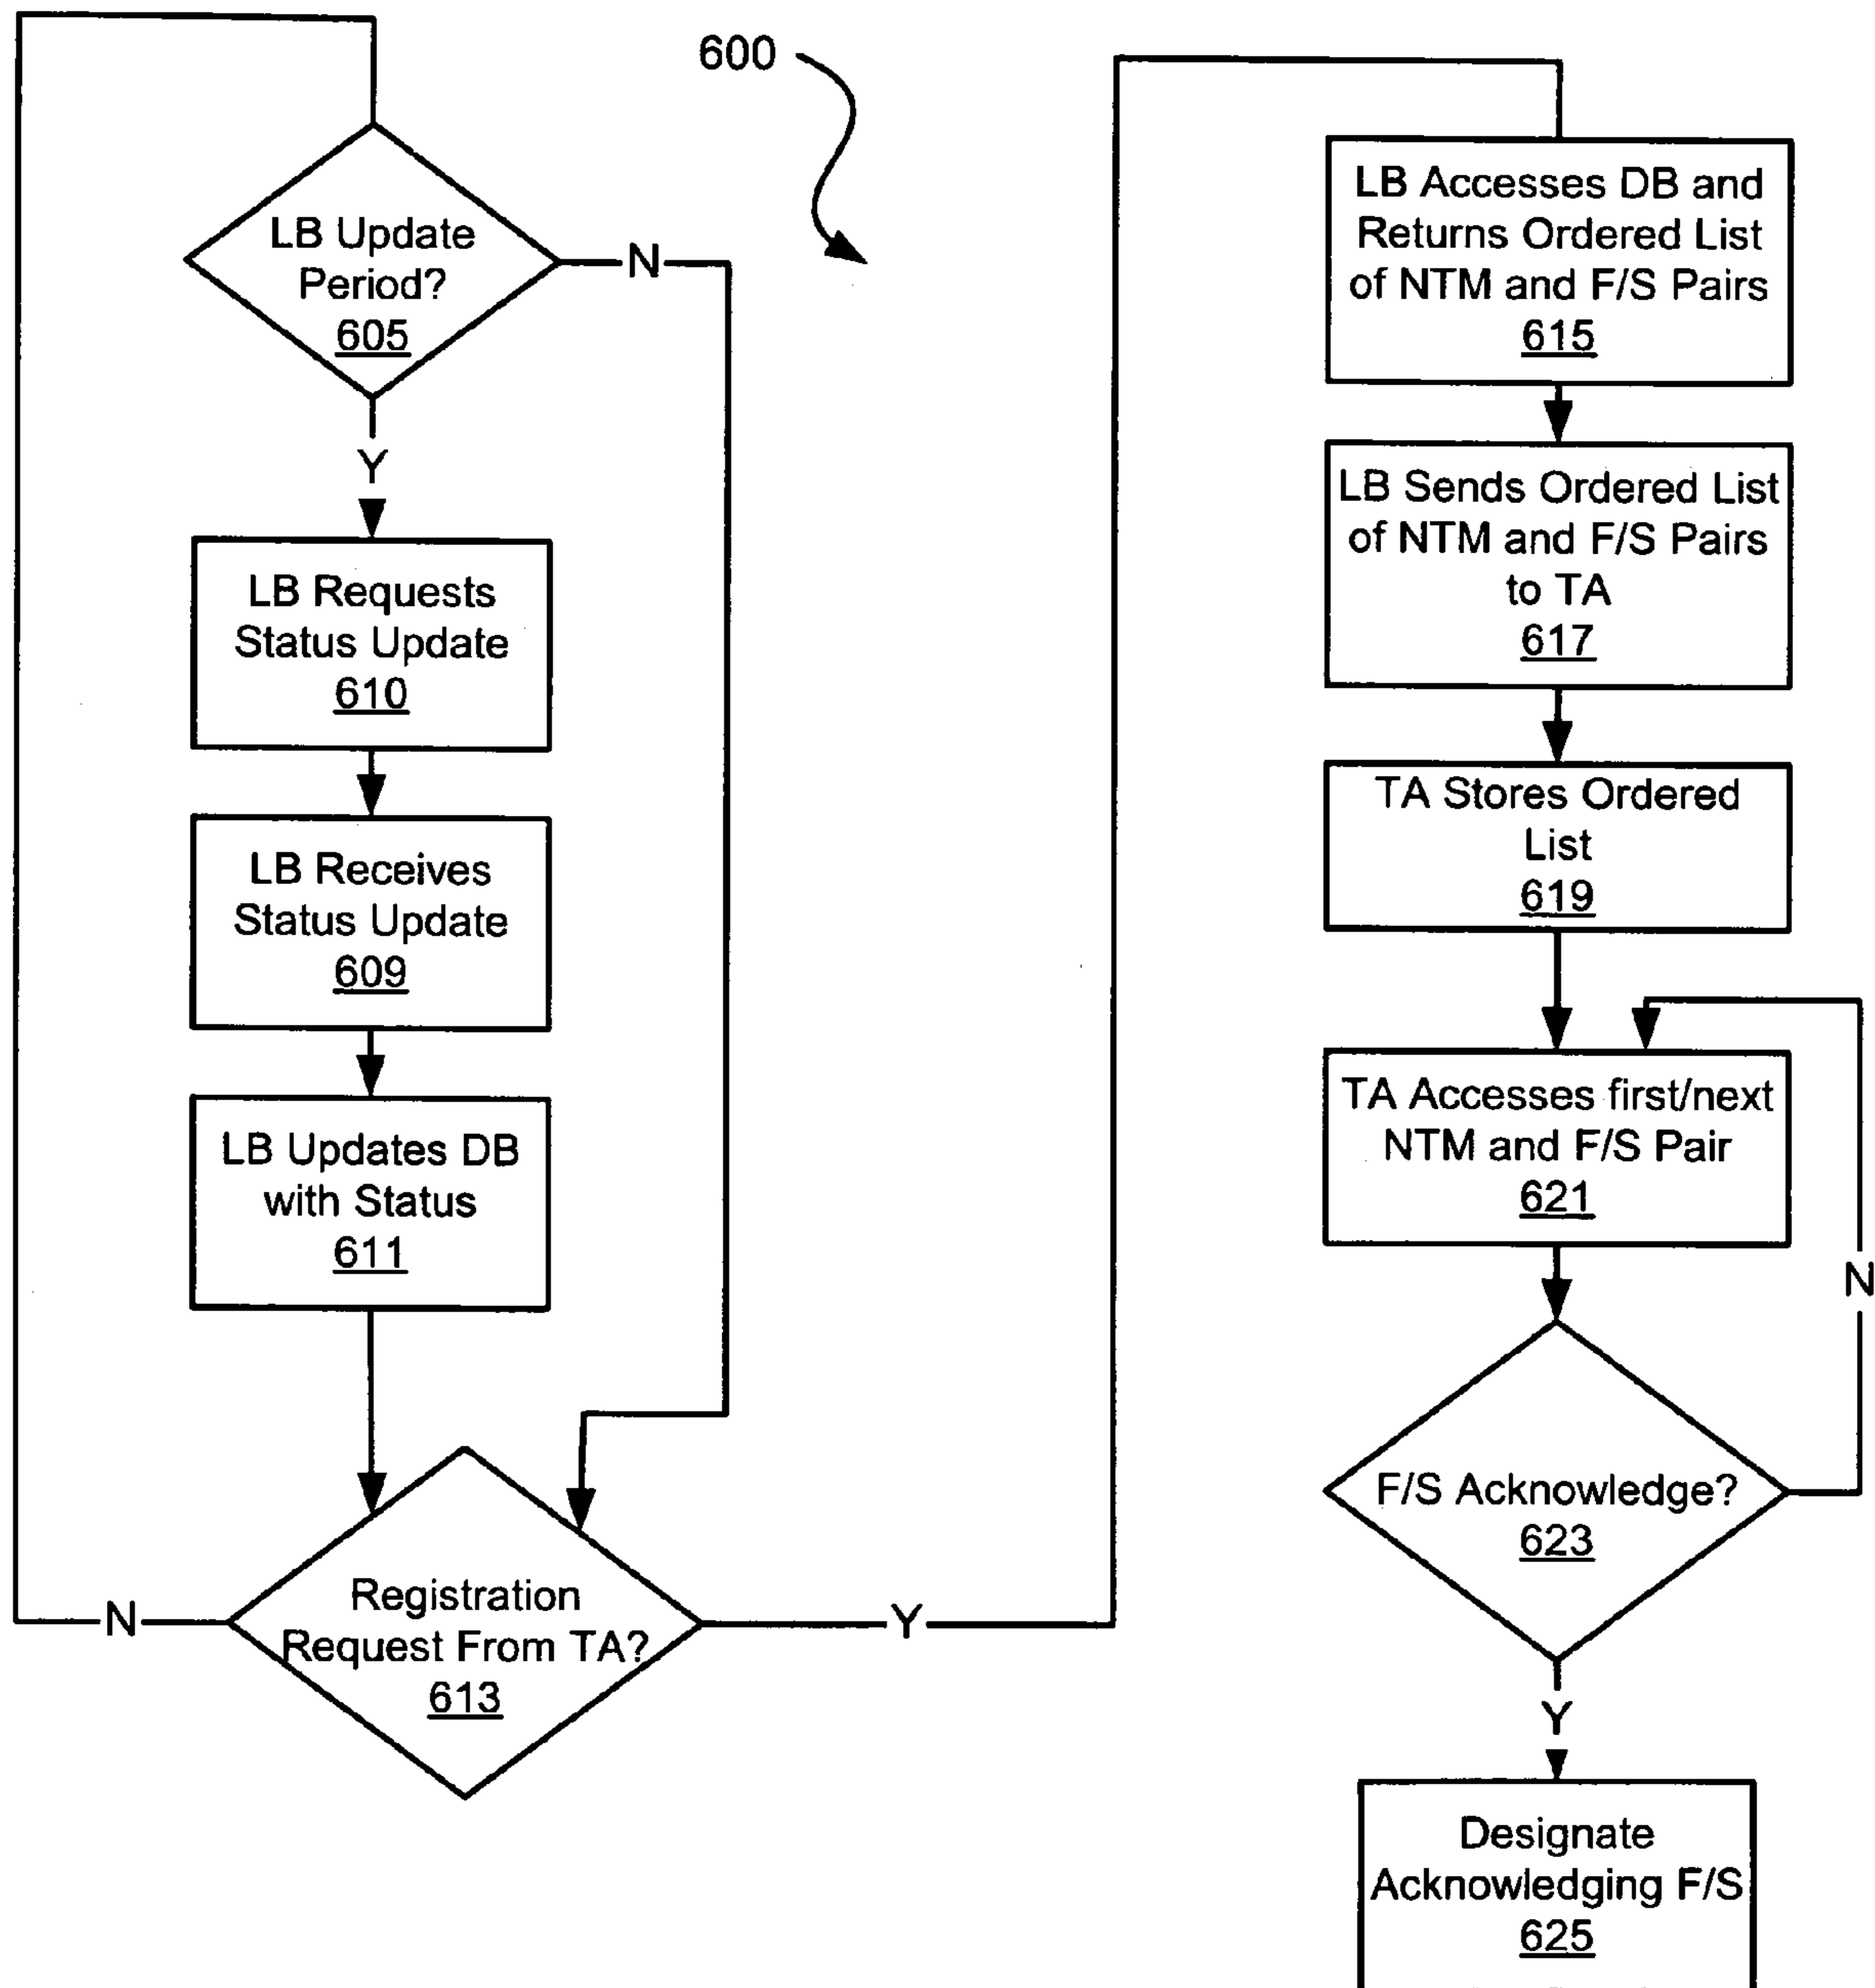 600
LB Update
Period?
605
N
Y
LB Requests
Status Update
610
LB Receives
Status Update
609
LB Updates DB
with Status
611
Registration
Request From TA?
613
N
Y
LB Accesses DB and
Returns Ordered List
of NTM and F/S Pairs
615
LB Sends Ordered List
of NTM and F/S Pairs
to TA
617
TA Stores Ordered
List
619
TA Accesses first/next
NTM and F/S Pair
621
N
F/S Acknowledge?
623
Y
Designate
Acknowledging F/S
625